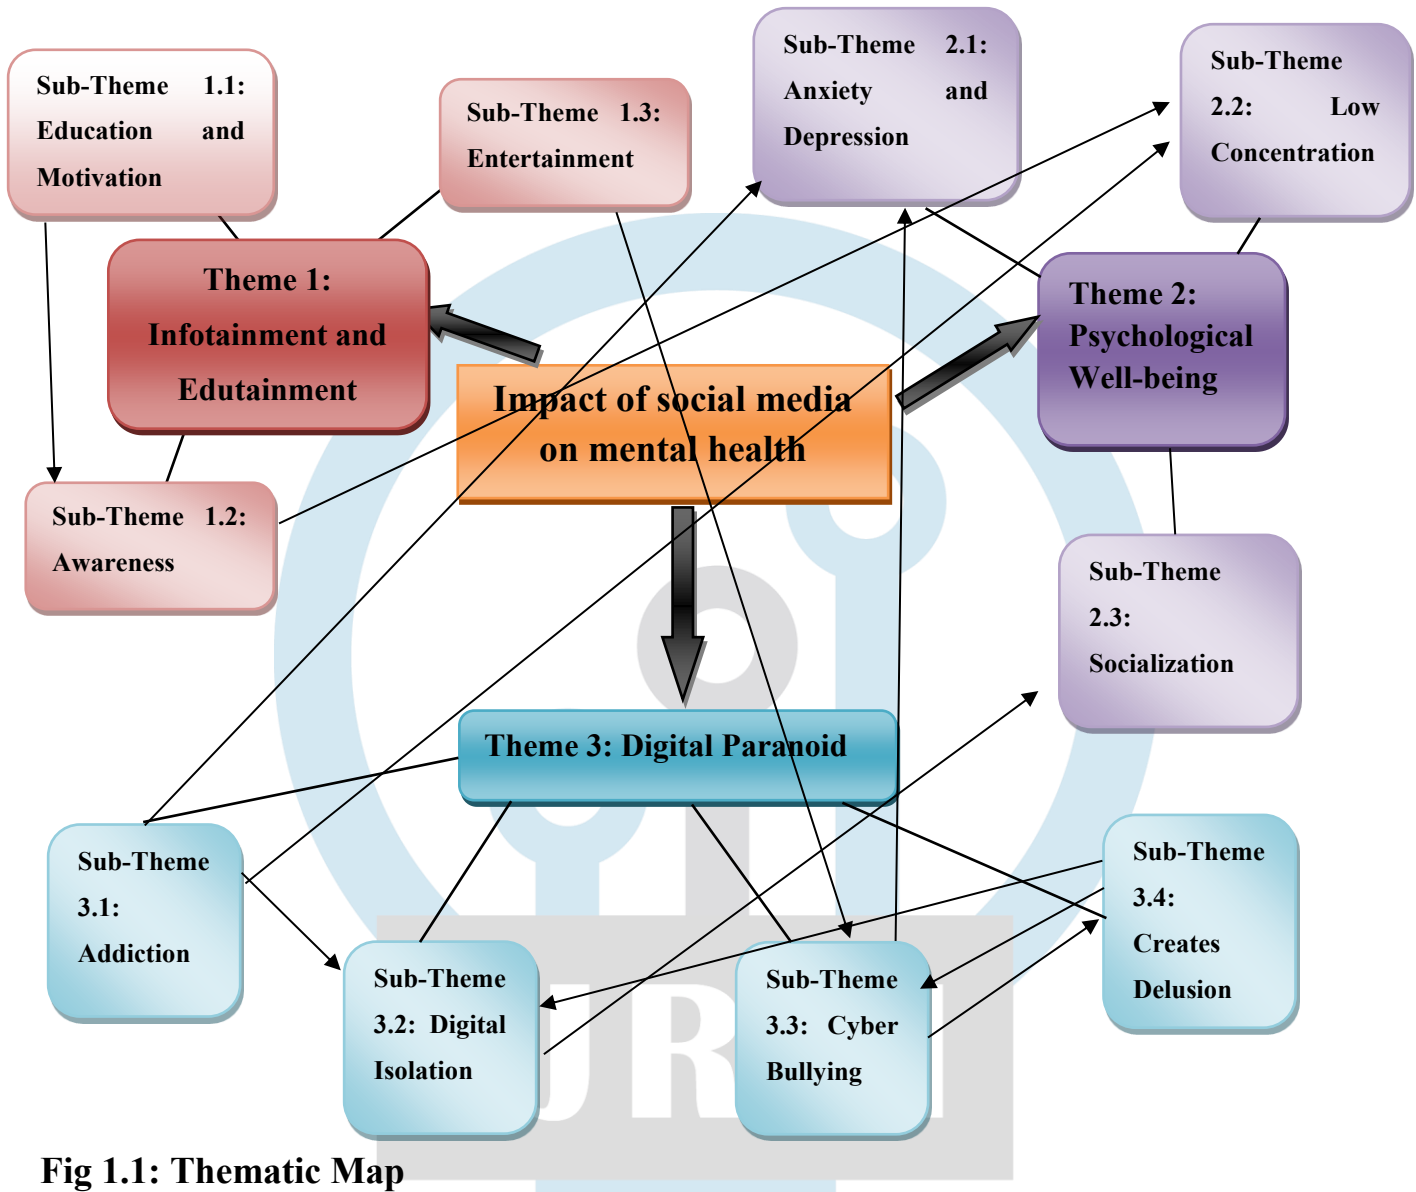 Sub-Theme 1.1:
Education and
Motivation
Sub-Theme 1.3:
Entertainment
Sub-Theme 2.1:
Anxiety and
Depression
Sub-Theme
2.2: Low
Concentration
Theme 1:
Infotainment and
Edutainment
Impact of social media
on mental health
Theme 2:
Psychological
Well-being
Sub-Theme 1.2:
Awareness
Sub-Theme
2.3:
Socialization
Theme 3: Digital Paranoid
Sub-Theme
3.1:
Addiction
Sub-Theme
3.2: Digital
Isolation
Sub-Theme
3.3: Cyber
Bullying
Sub-Theme
3.4:
Creates
Delusion
Fig 1.1: Thematic Map